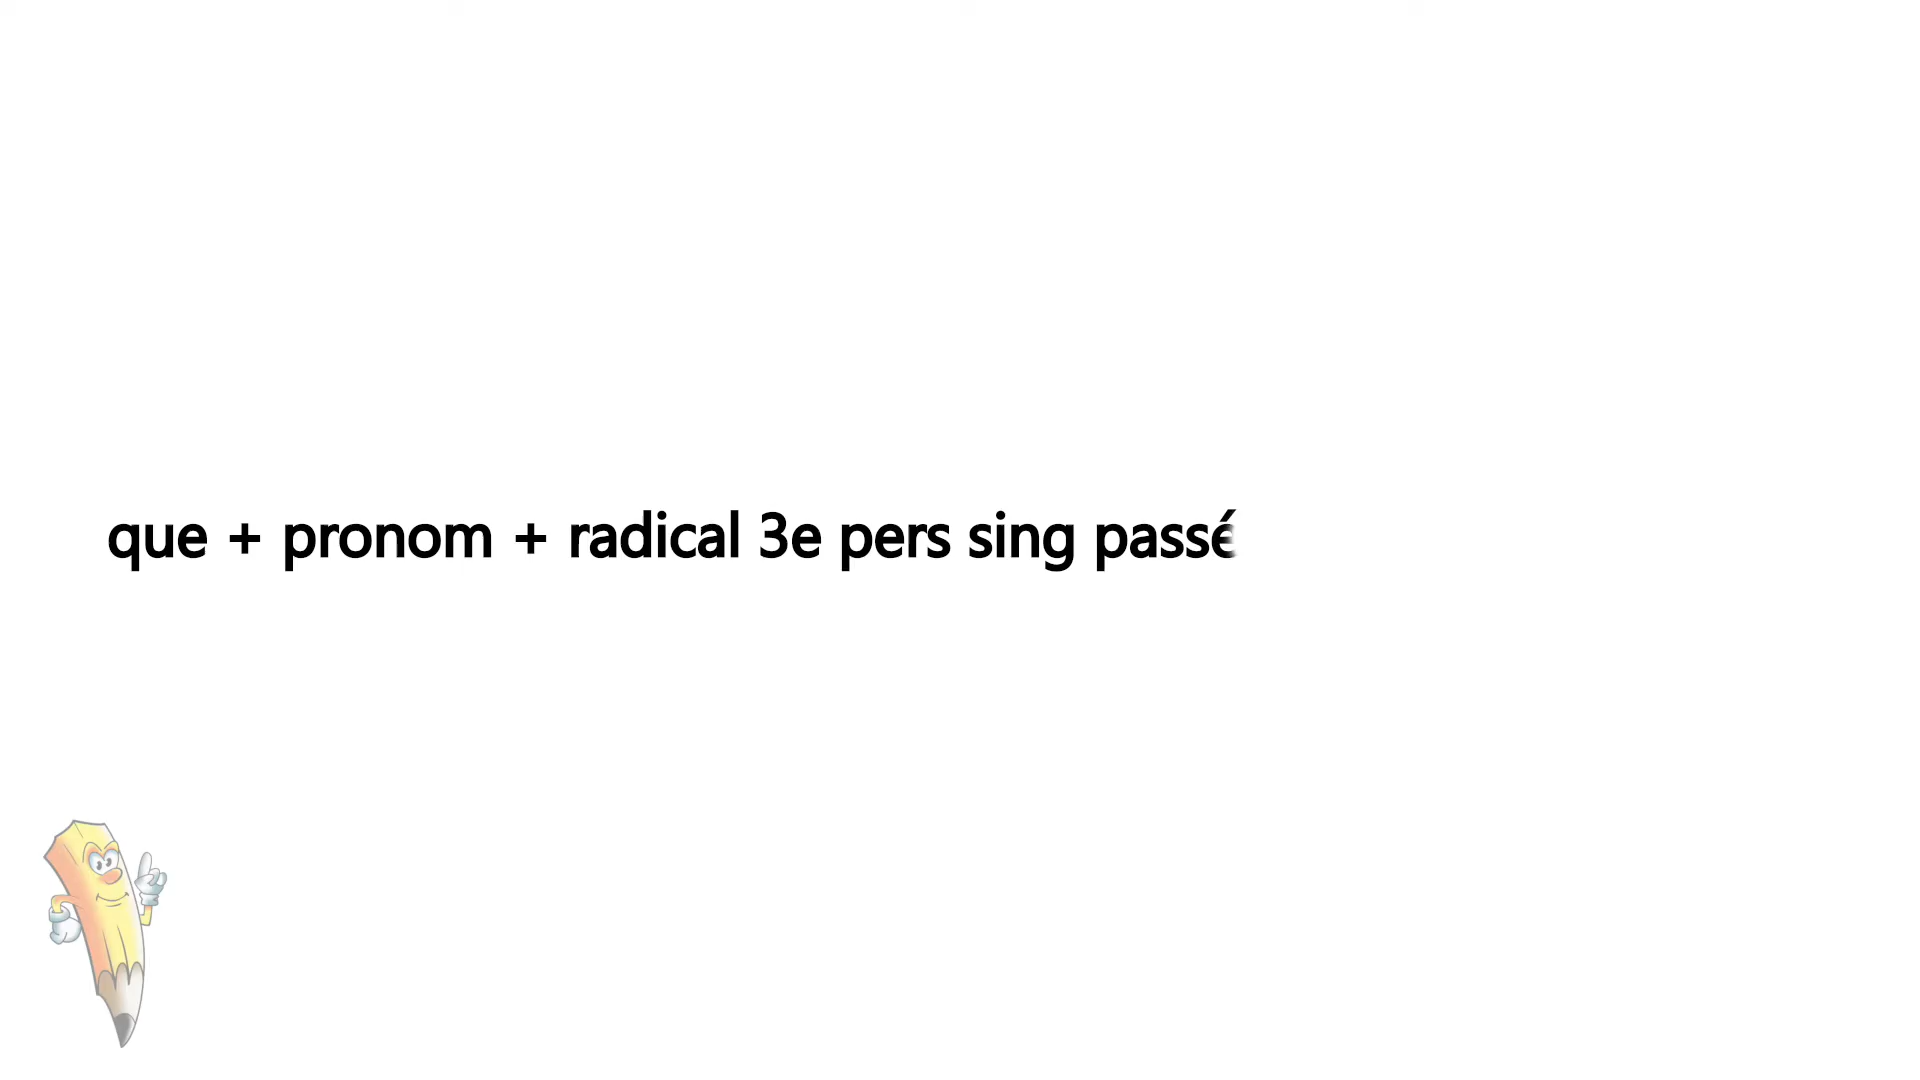 que + pronom + radical 3e pers sing passé